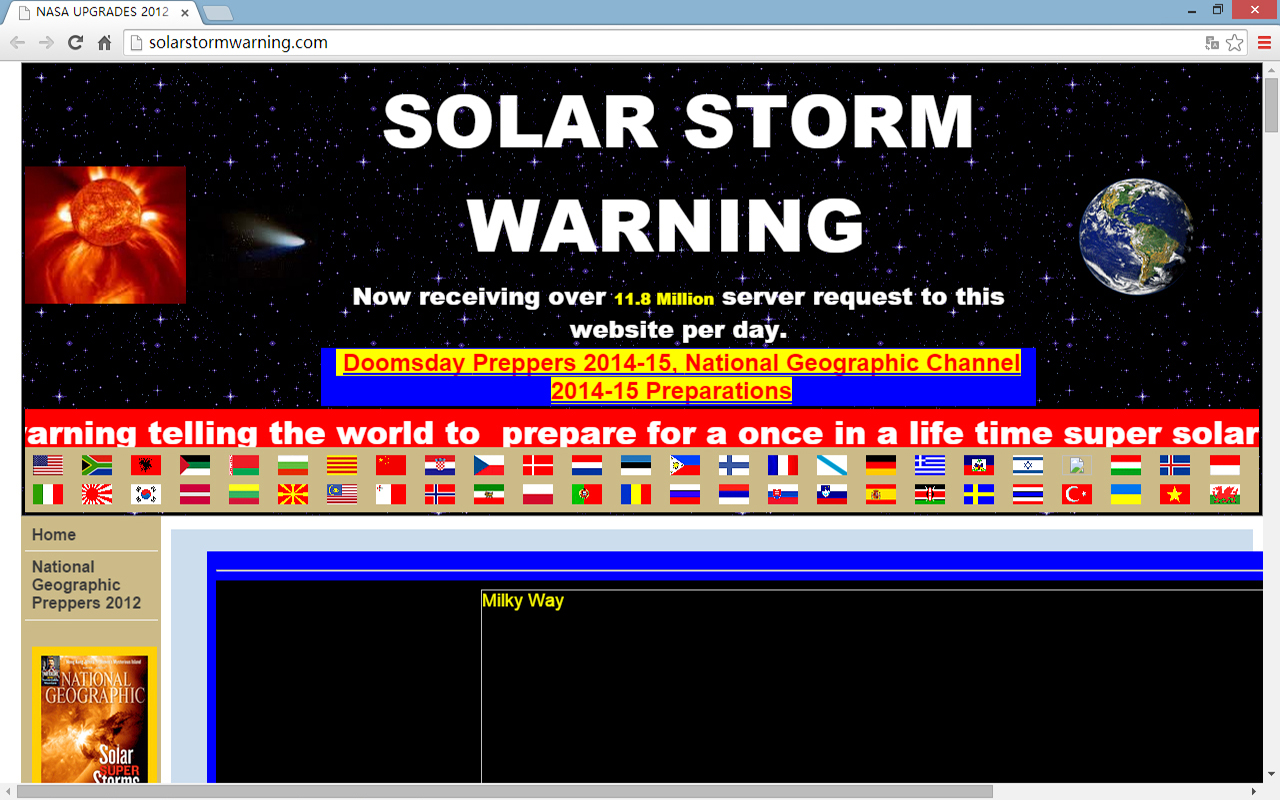 NASA UPGRADES 2012
solarstormwarning.com
SOLAR STORM
WARNING
Now receiving over 11.8 Million server request to this
website per day.
Doomsday Preppers 2014-15, National Geographic Channel
2014-15 Preparations
arning telling the world to prepare for a once in a life time super solar
Home
National
Geographic
Preppers 2012
Milky Way
NATIONAL
GEOGRAPHIC
Solar
SUPER
Storms